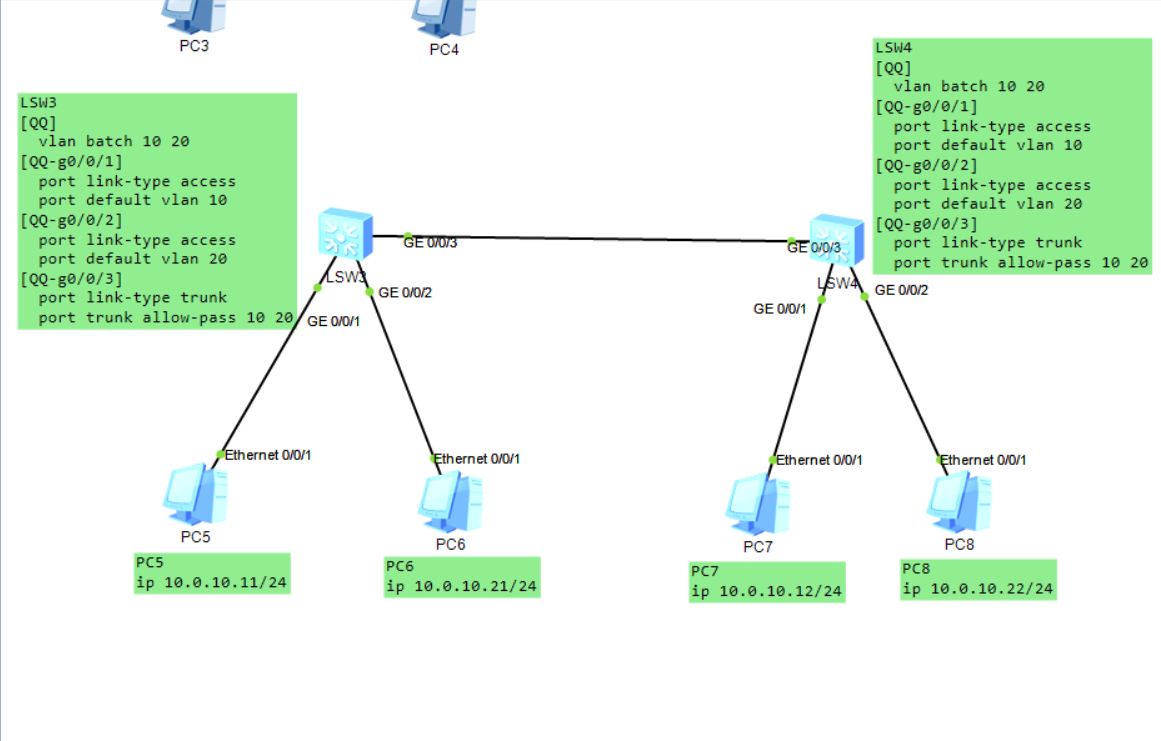 PC3
PC4
LSW3
[QQ]
vlan batch 10 20
[QQ-g0/0/1]
port link-type access
port default vlan 10
[QQ-g0/0/2]
port link-type access
port default vlan 20
[QQ-g0/0/3]
port link-type trunk
port trunk allow-pass 10 20
LSW4
[QQ]
vlan batch 10 20
[QQ-g0/0/1]
port link-type access
port default vlan 10
[QQ-g0/0/2]
port link-type access
port default vlan 20
[QQ-g0/0/3]
port link-type trunk
port trunk allow-pass 10 20
GE 0/0/3
GE 0/0/3
LSW3
LSW4
GE 0/0/2
GE 0/0/2
GE 0/0/1
GE 0/0/1
Ethernet 0/0/1
Ethernet 0/0/1
Ethernet 0/0/1
Ethernet 0/0/1
PC5
PC6
PC7
PC8
PC5
ip 10.0.10.11/24
PC6
ip 10.0.10.21/24
PC7
ip 10.0.10.12/24
PC8
ip 10.0.10.22/24